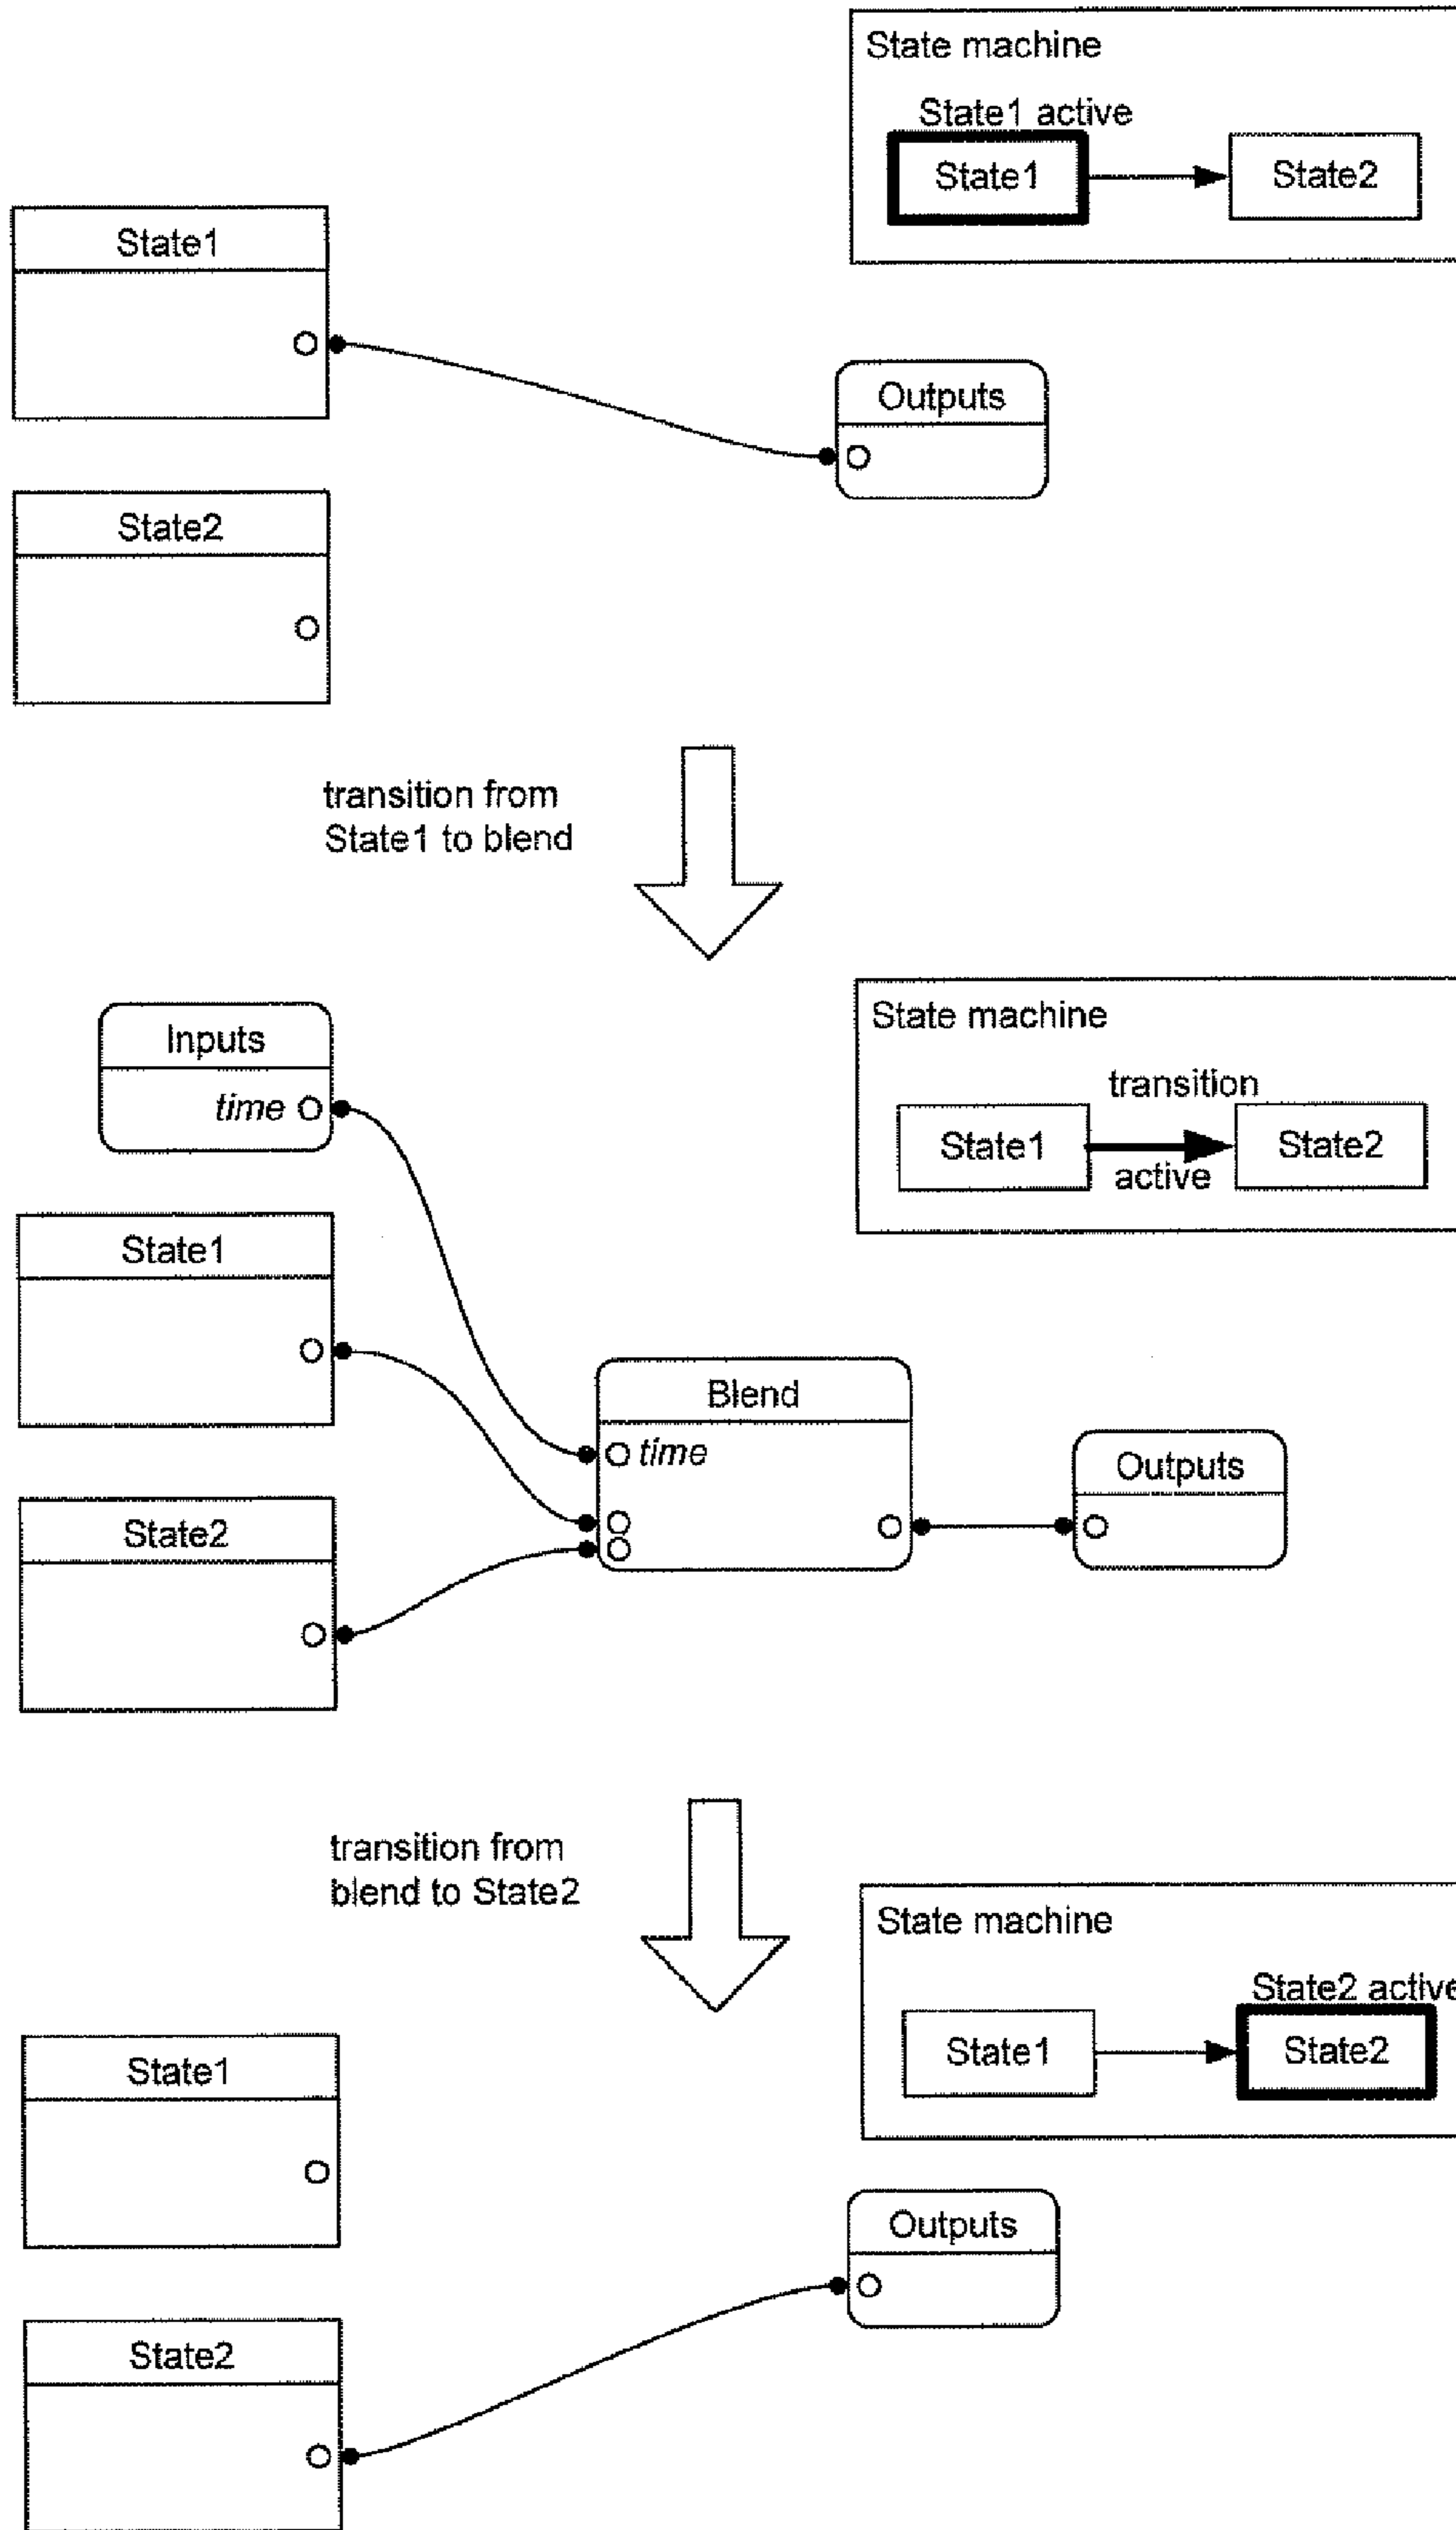 State machine
State1 active
State1
State2
State1
Outputs
State2
transition from
State1 to blend
Inputs
time
State machine
transition
State1
State2
active
State1
Blend
time
Outputs
State2
transition from
blend to State2
State machine
State2 active
State1
State2
State1
Outputs
State2